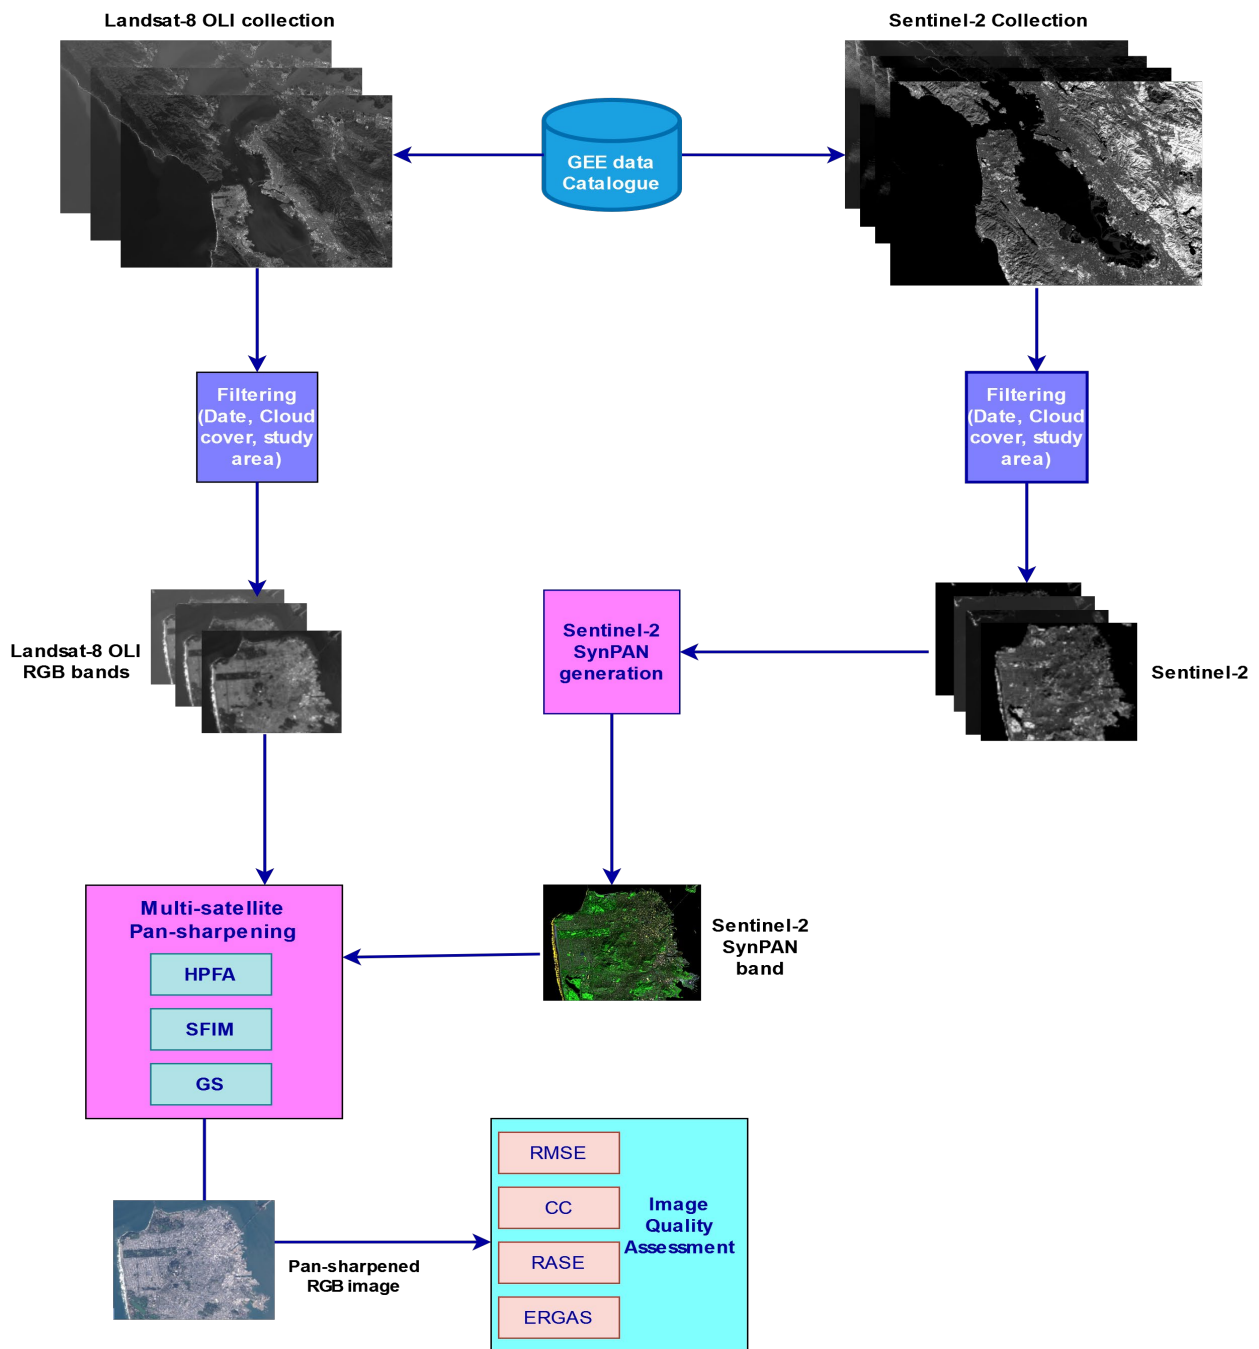 Landsat-8 OLI collection
Sentinel-2 Collection
GEE data
Catalogue
Filtering
(Date, Cloud
cover, study
area)
Filtering
(Date, Cloud
cover, study
area)
Landsat-8 OLI
RGB bands
Sentinel-2
SynPAN
generation
Sentinel-2
Multi-satellite
Pan-sharpening
HPFA
SFIM
GS
Sentinel-2
SynPAN
band
Pan-sharpened
RGB image
RMSE
CC
RASE
ERGAS
Image
Quality
Assessment